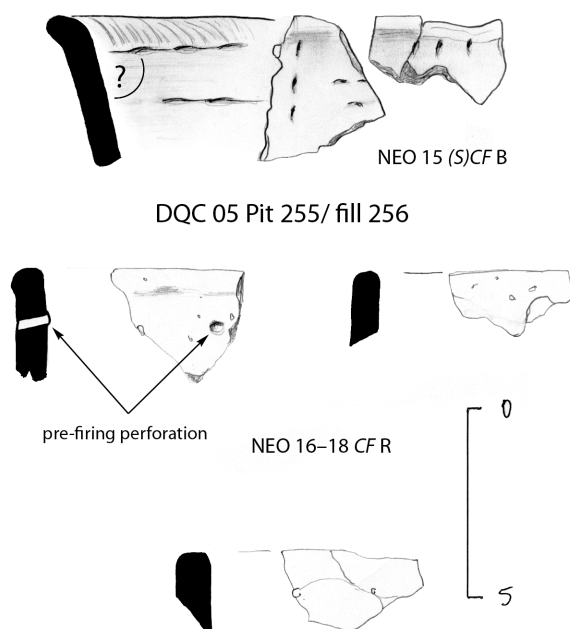 ?
NEO 15 (S)CF B
DQC 05 Pit 255/ fill 256
pre-firing perforation
NEO 16–18 CF R
0
5